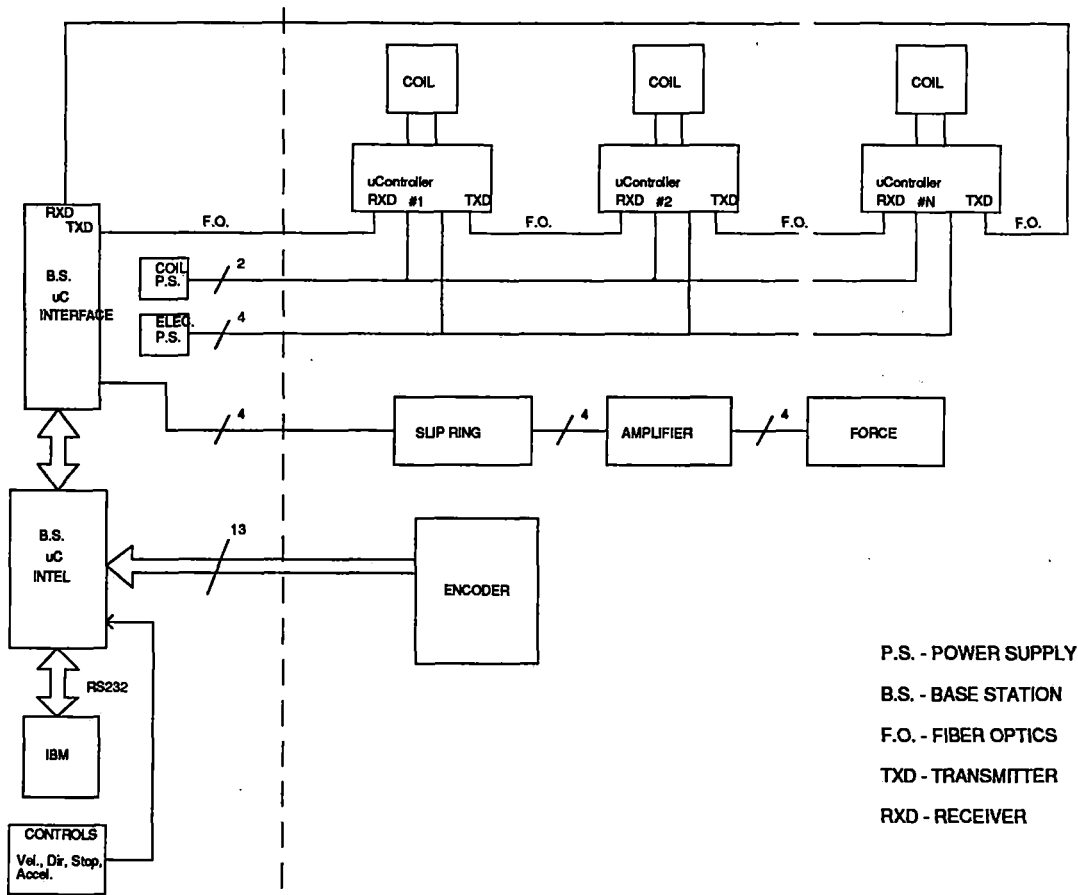 COIL
COIL
COIL
uController
RXD #1 TXD
uController
RXD #2 TXD
uController
RXD #N TXD
RXD
TXD
F.O.
F.O.
F.O.
F.O.
B.S.
uC
INTERFACE
COIL
P.S.
2
ELEC.
P.S.
4
4
SLIP RING
4
AMPLIFIER
4
FORCE
B.S.
uC
INTEL
13
ENCODER
RS232
IBM
CONTROLS
Vel., Dir, Stop,
Accel.
P.S. - POWER SUPPLY
B.S. - BASE STATION
F.O. - FIBER OPTICS
TXD - TRANSMITTER
RXD - RECEIVER